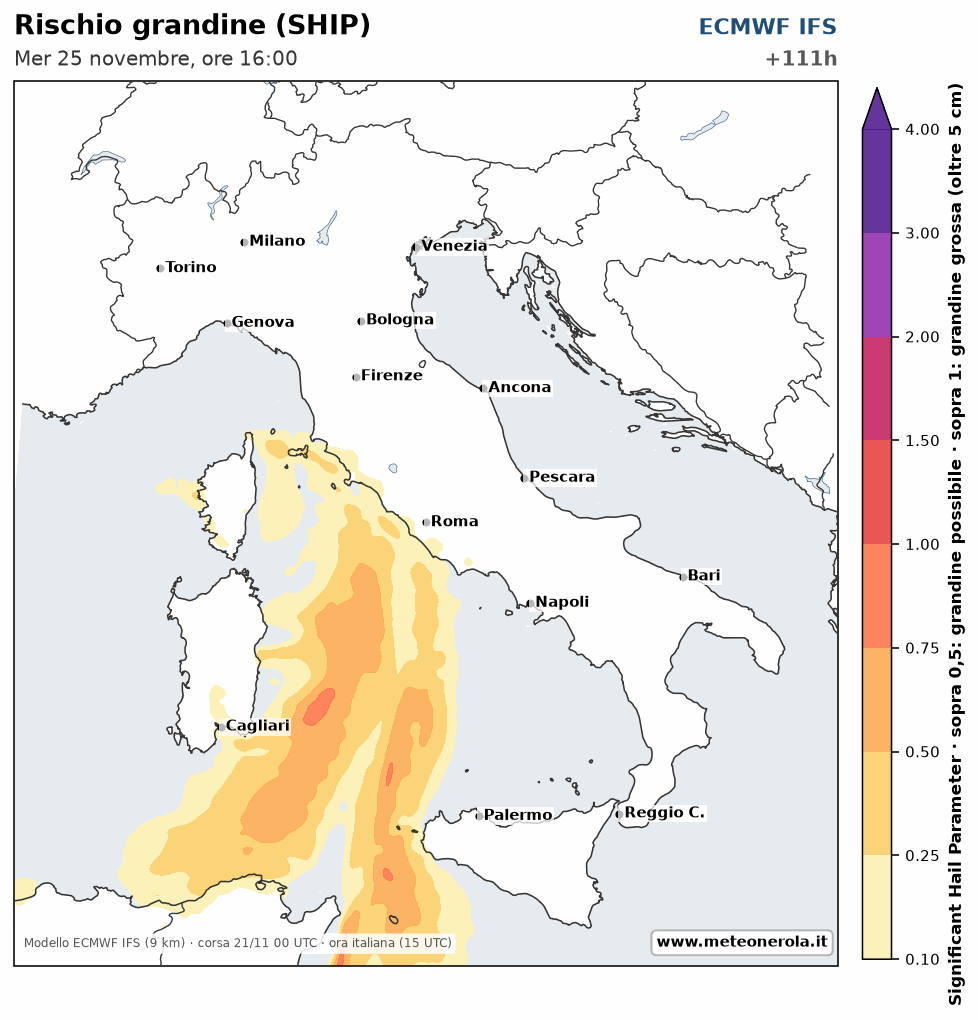 Rischio grandine (SHIP)
ECMWF IFS
Mer 25 novembre, ore 16:00
+111h
Milano
Venezia
Torino
Genova
Bologna
Firenze
Ancona
Pescara
Roma
Bari
Napoli
Cagliari
Palermo
Reggio C.
Modello ECMWF IFS (9 km) · corsa 21/11 00 UTC · ora italiana (15 UTC)
www.meteonerola.it
4.00
3.00
2.00
1.50
1.00
0.75
0.50
0.25
0.10
Significant Hail Parameter · sopra 0,5: grandine possibile · sopra 1: grandine grossa (oltre 5 cm)